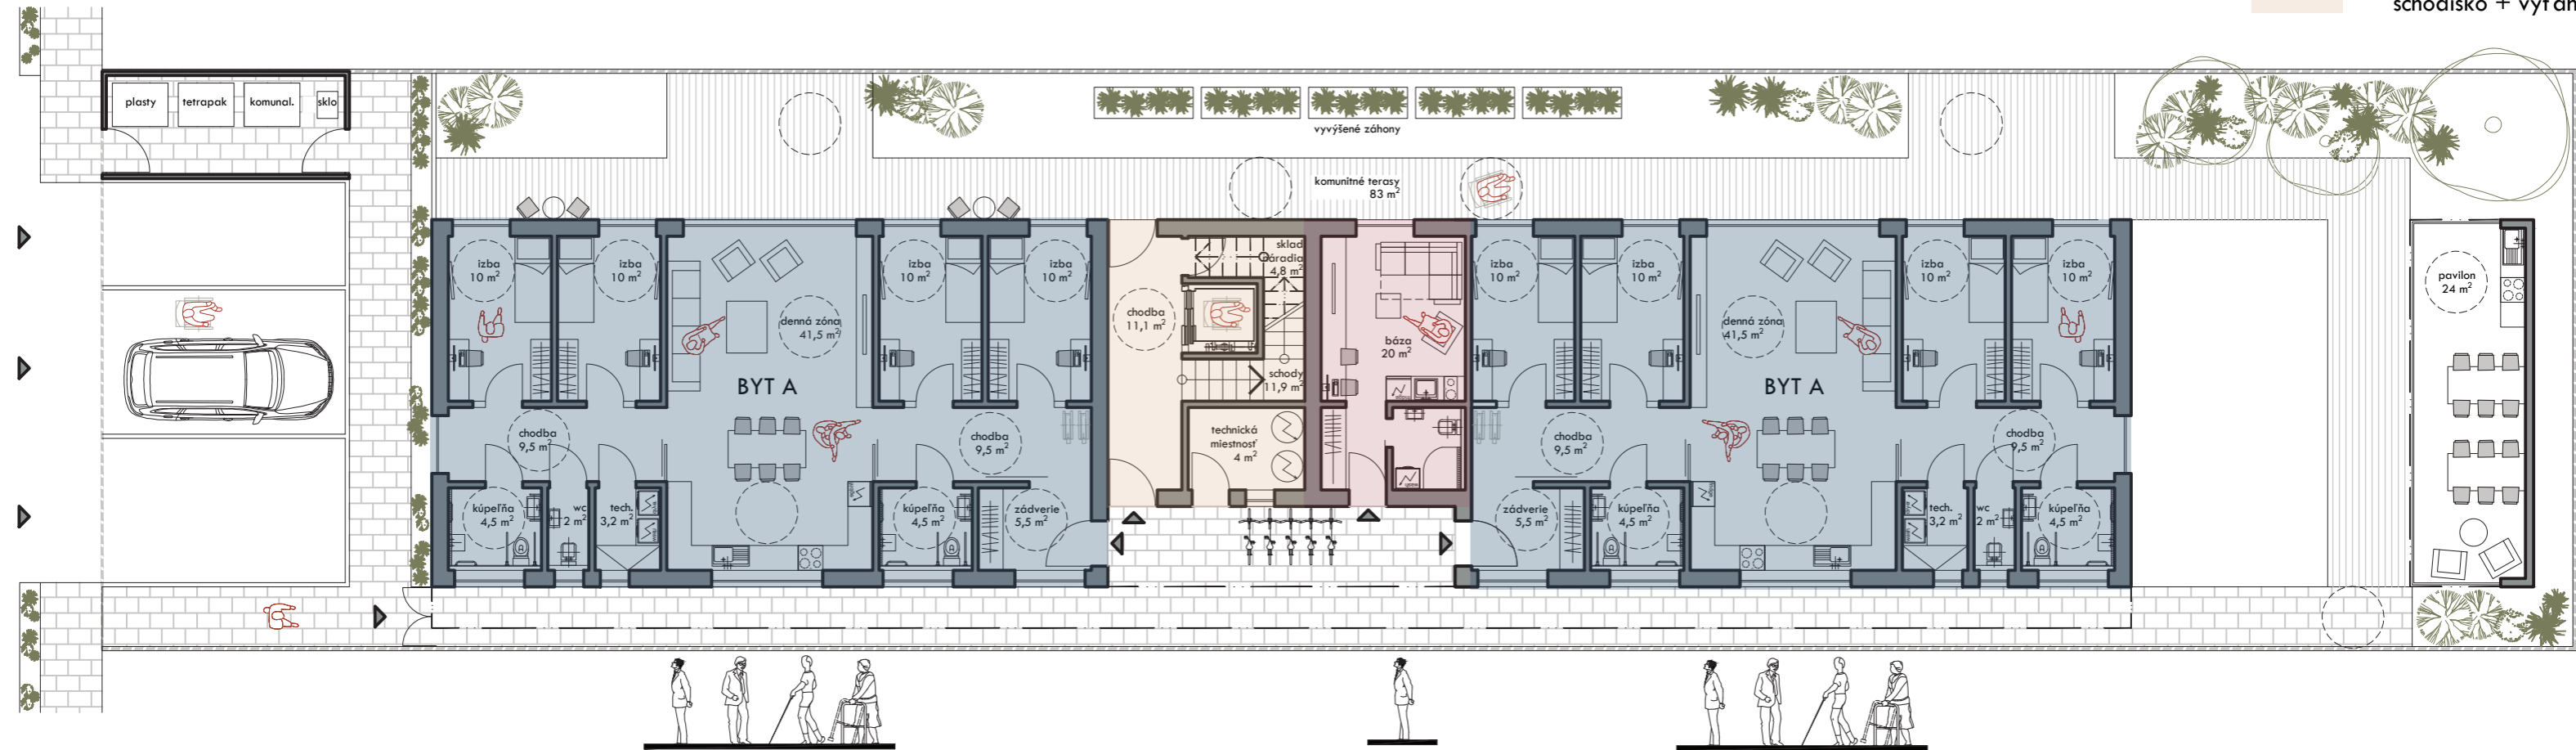 schodisko + výťah
plasty
tetrapak
komunal.
sklo
vyvýšené záhony
komunitné terasy
83 m²
izba
10 m²
izba
10 m²
denná zóna
41,5 m²
izba
10 m²
izba
10 m²
BYT A
chodba
9,5 m²
chodba
9,5 m²
kúpeľňa
4,5 m²
wc
2 m²
tech.
3,2 m²
kúpeľňa
4,5 m²
zádverie
5,5 m²
chodba
11,1 m²
sklad
náradia
4,8 m²
schody
11,9 m²
technická
miestnosť
4 m²
báza
20 m²
izba
10 m²
izba
10 m²
denná zóna
41,5 m²
izba
10 m²
izba
10 m²
BYT A
chodba
9,5 m²
chodba
9,5 m²
zádverie
5,5 m²
kúpeľňa
4,5 m²
tech.
3,2 m²
wc
2 m²
kúpeľňa
4,5 m²
pavilon
24 m²